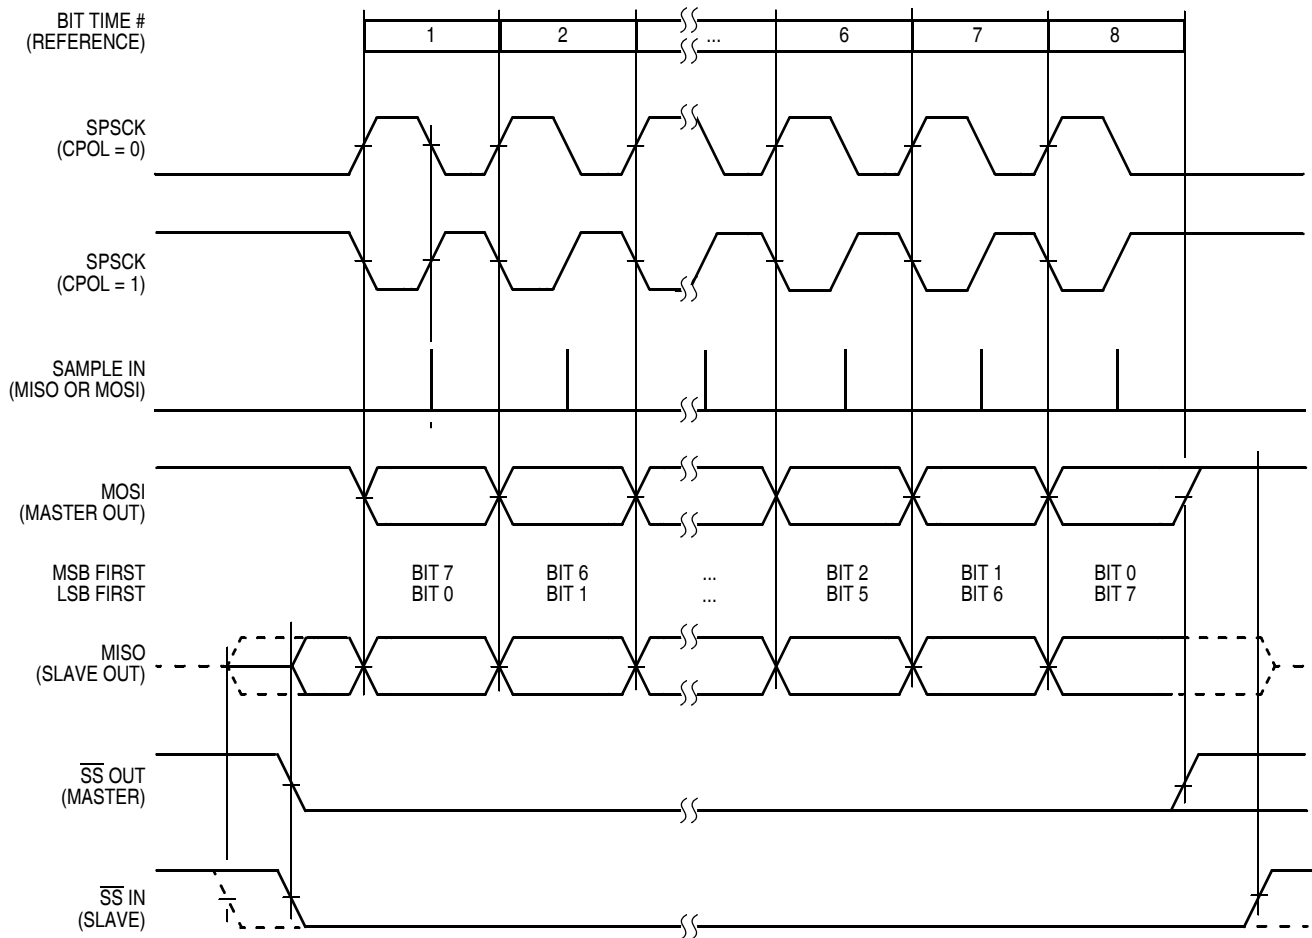 BIT TIME #
(REFERENCE)
1 2 ... 6 7 8
SPSCK
(CPOL = 0)
SPSCK
(CPOL = 1)
SAMPLE IN
(MISO OR MOSI)
MOSI
(MASTER OUT)
MSB FIRST BIT 7 BIT 6 ... BIT 2 BIT 1 BIT 0
LSB FIRST BIT 0 BIT 1 ... BIT 5 BIT 6 BIT 7
MISO
(SLAVE OUT)
S̅S̅ OUT
(MASTER)
S̅S̅ IN
(SLAVE)